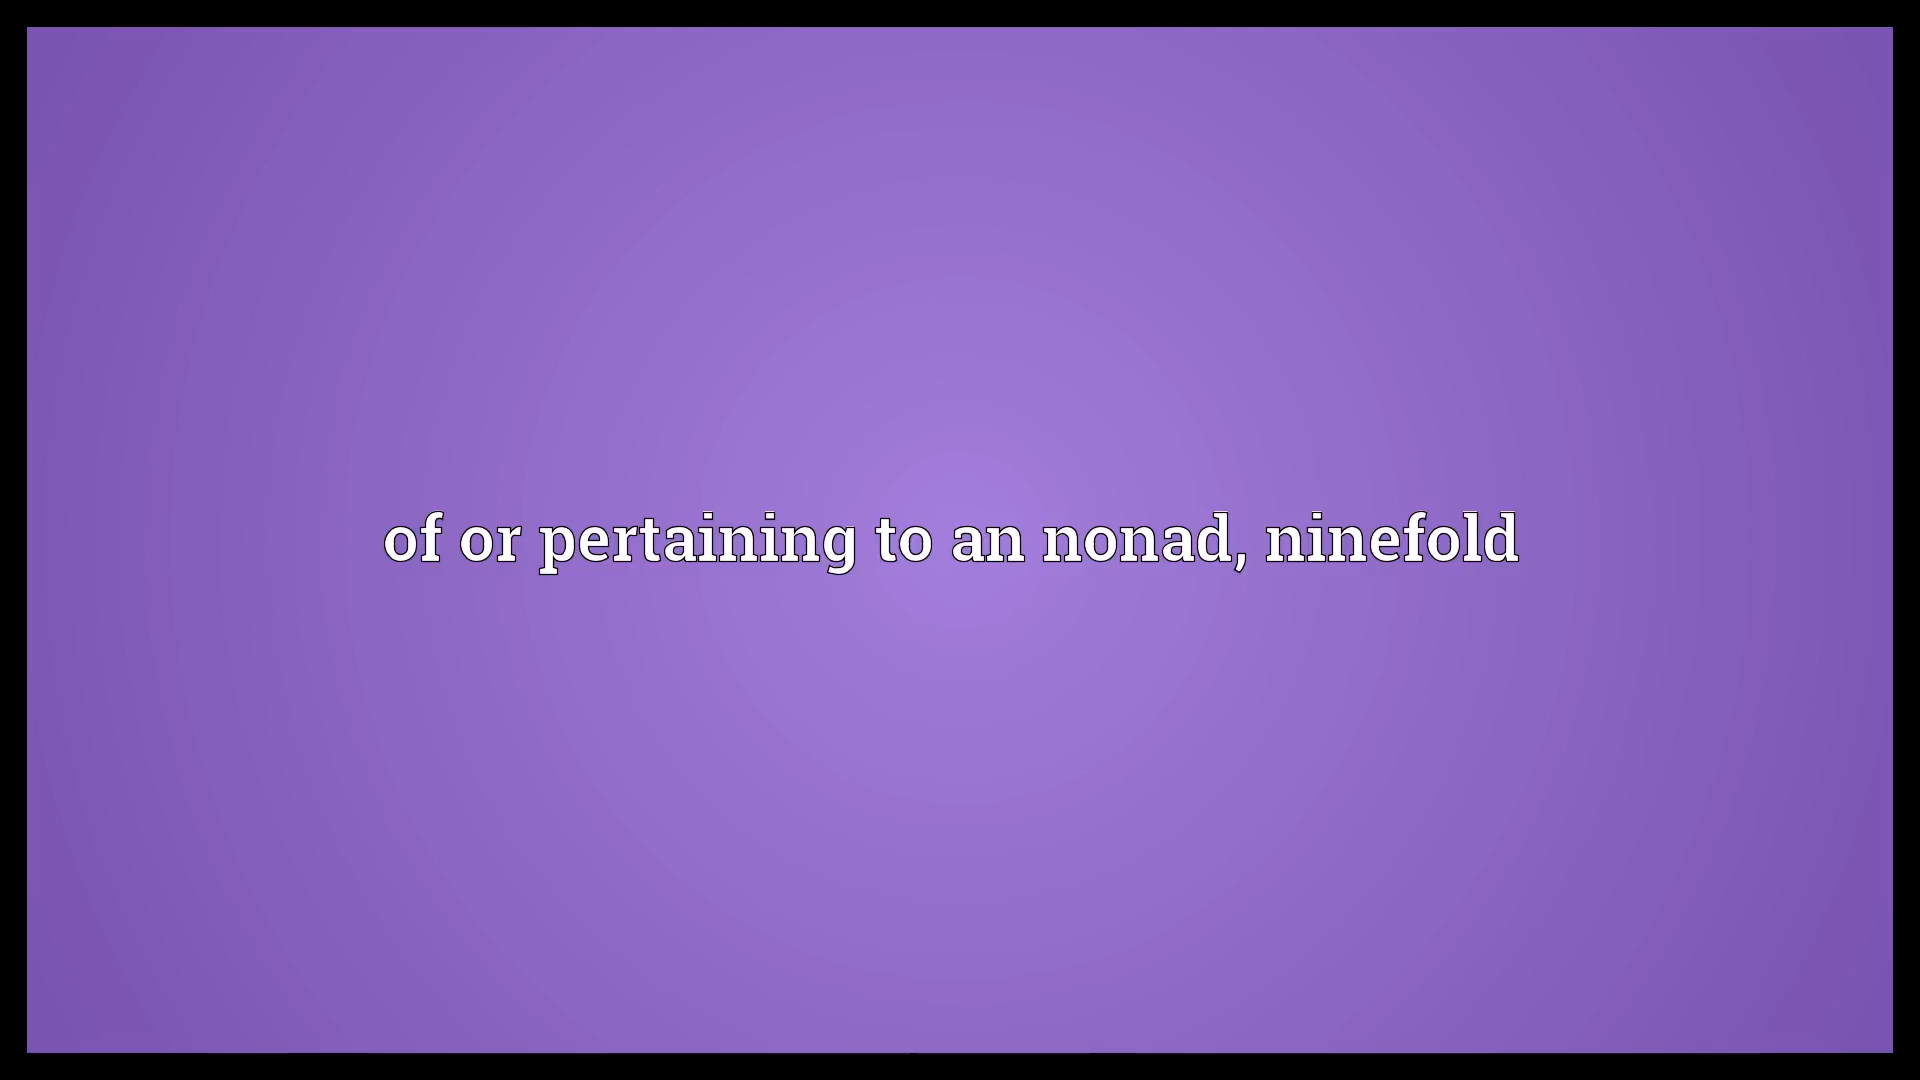 of or pertaining to an nonad, ninefold